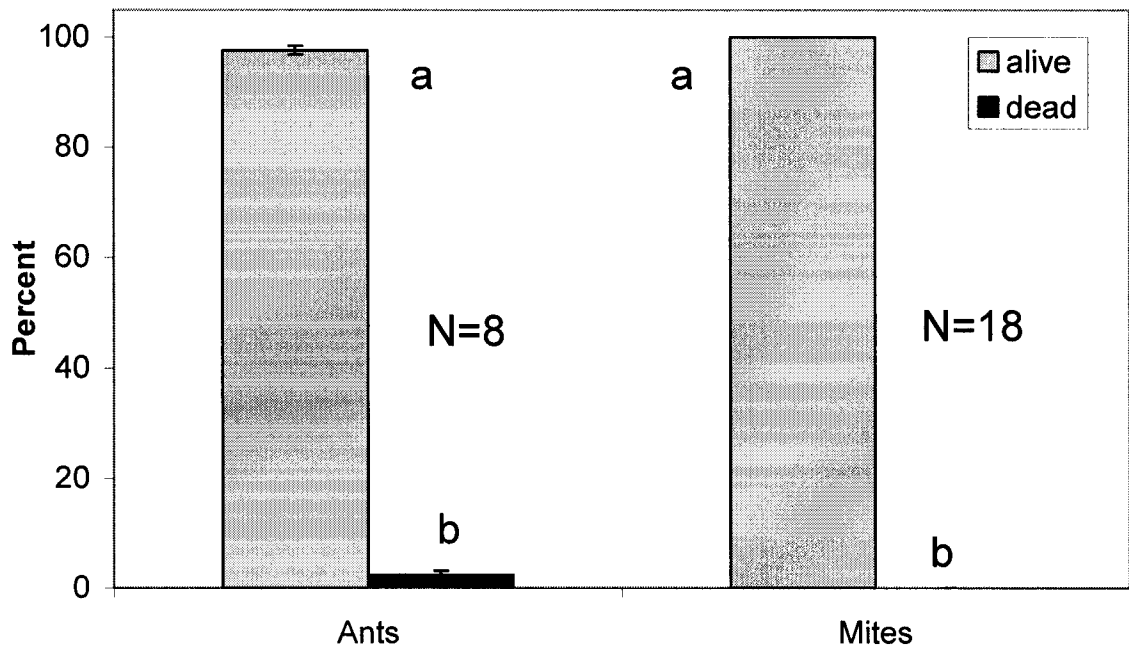 Percent
100
80
60
40
20
0
a
b
N=8
a
b
N=18
alive
dead
Ants
Mites